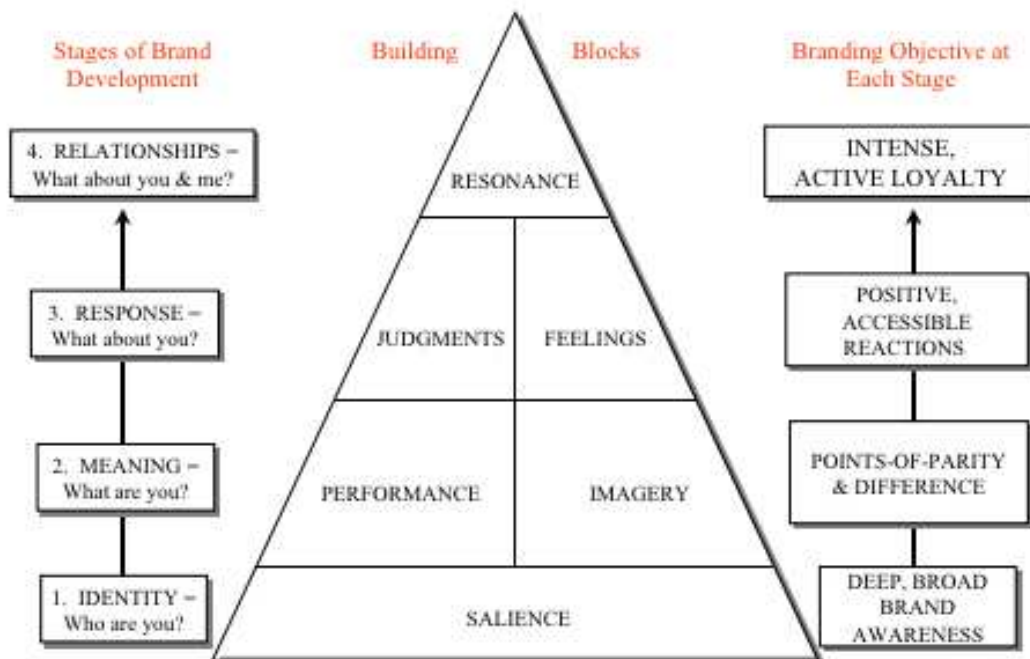 Stages of Brand
Development
Building Blocks
Branding Objective at
Each Stage
4. RELATIONSHIPS =
What about you & me?
RESONANCE
INTENSE,
ACTIVE LOYALTY
3. RESPONSE =
What about you?
JUDGMENTS
FEELINGS
POSITIVE,
ACCESSIBLE
REACTIONS
2. MEANING =
What are you?
PERFORMANCE
IMAGERY
POINTS-OF-PARITY
& DIFFERENCE
1. IDENTITY =
Who are you?
SALIENCE
DEEP, BROAD
BRAND
AWARENESS